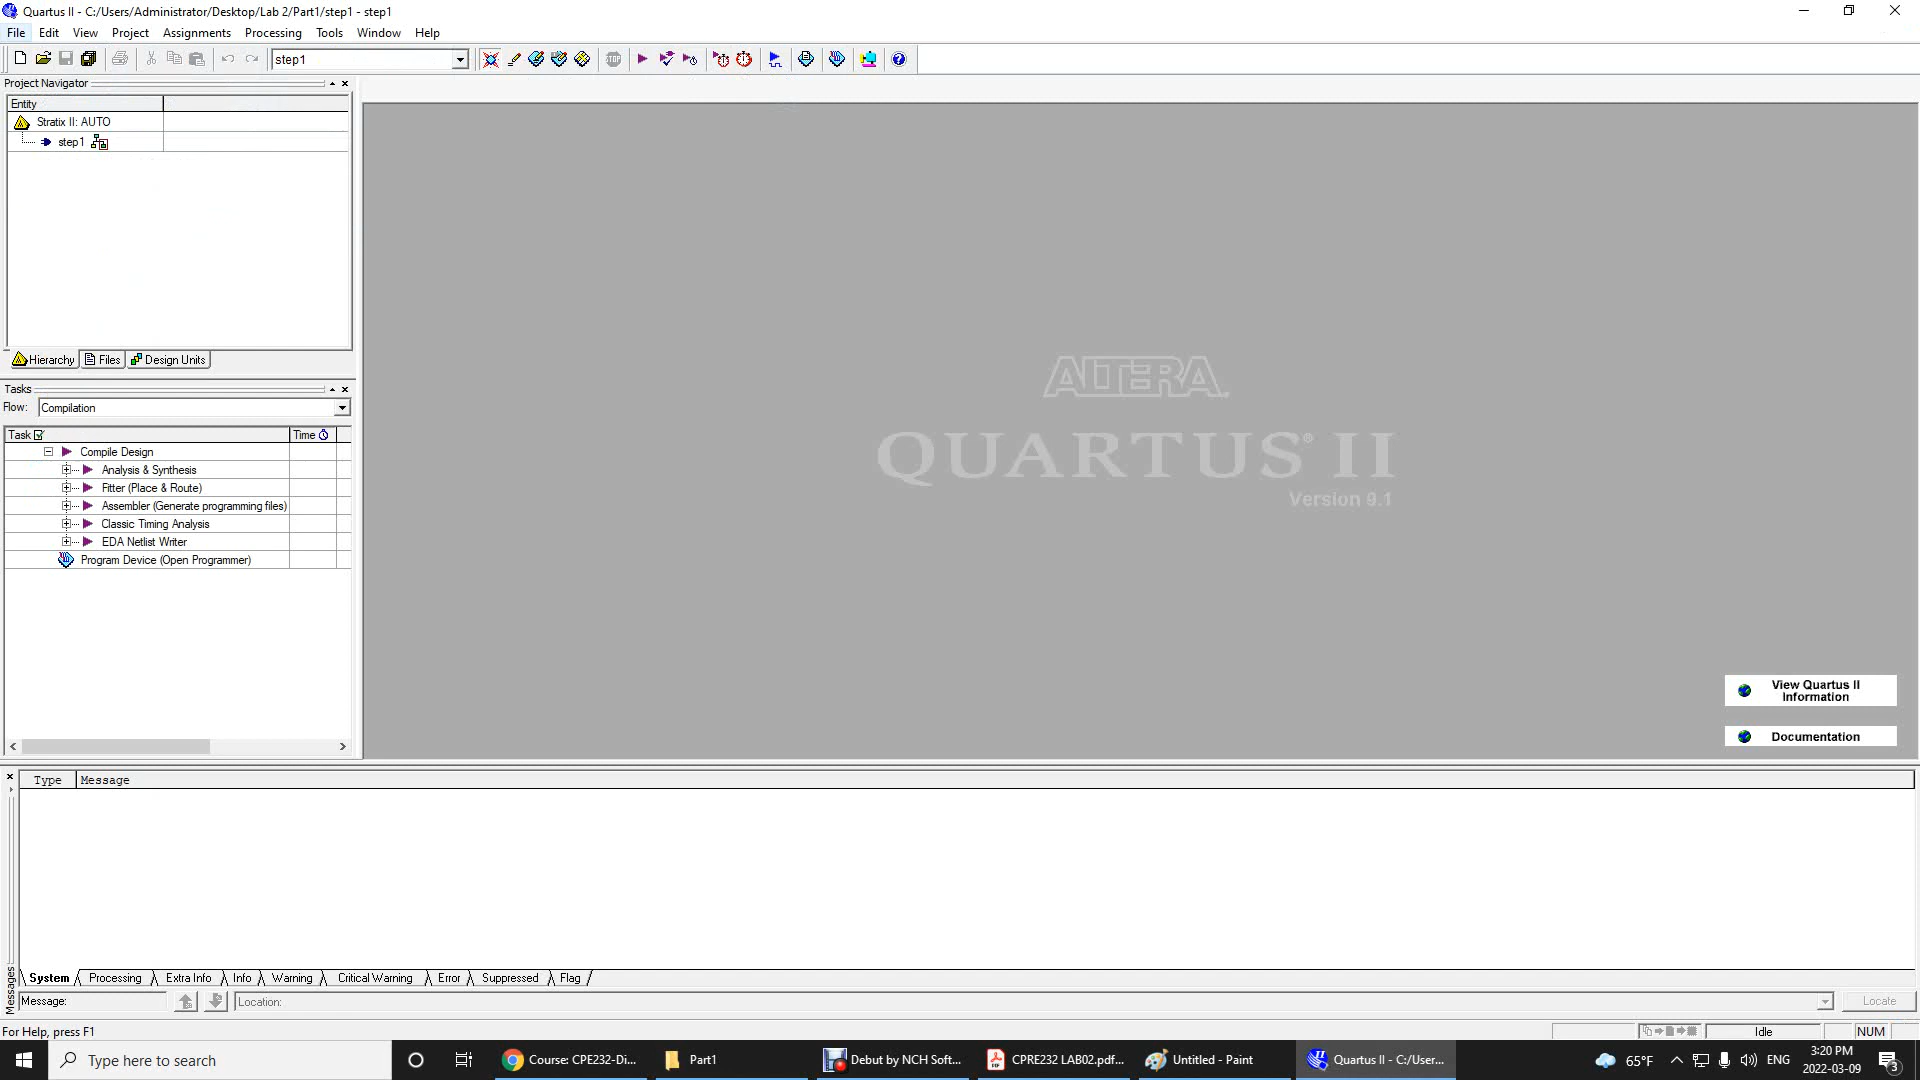 Quartus II - C:/Users/Administrator/Desktop/Lab 2/Part1/step1 - step1
File Edit View Project Assignments Processing Tools Window Help
step1
STOP
Project Navigator
Entity
Stratix II: AUTO
step1
Hierarchy Files Design Units
Tasks
Flow: Compilation
Task Time
Compile Design
Analysis & Synthesis
Fitter (Place & Route)
Assembler (Generate programming files)
Classic Timing Analysis
EDA Netlist Writer
Program Device (Open Programmer)
ALTERA
QUARTUS® II
Version 9.1
View Quartus II
Information
Documentation
Type Message
System Processing Extra Info Info Warning Critical Warning Error Suppressed Flag
Messages
Message: Location: Locate
For Help, press F1
Idle NUM
Type here to search
Course: CPE232-Di...
Part1
Debut by NCH Soft...
CPRE232 LAB02.pdf...
Untitled - Paint
Quartus II - C:/User...
65°F ENG
3:20 PM
2022-03-09
3